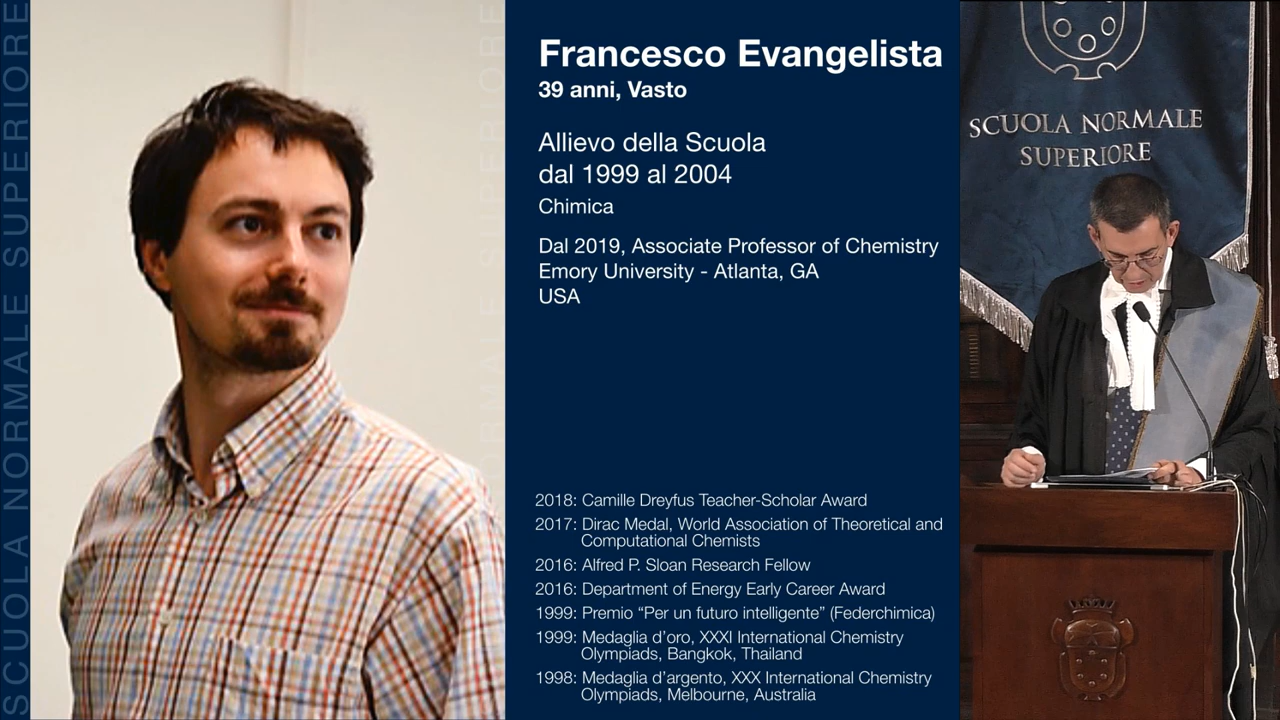 SCUOLA NORMALE SUPERIORE
Francesco Evangelista
39 anni, Vasto
Allievo della Scuola
dal 1999 al 2004
Chimica
Dal 2019, Associate Professor of Chemistry
Emory University - Atlanta, GA
USA
2018: Camille Dreyfus Teacher-Scholar Award
2017: Dirac Medal, World Association of Theoretical and
Computational Chemists
2016: Alfred P. Sloan Research Fellow
2016: Department of Energy Early Career Award
1999: Premio “Per un futuro intelligente” (Federchimica)
1999: Medaglia d’oro, XXXI International Chemistry
Olympiads, Bangkok, Thailand
1998: Medaglia d’argento, XXX International Chemistry
Olympiads, Melbourne, Australia
SCUOLA NORMALE
SUPERIORE